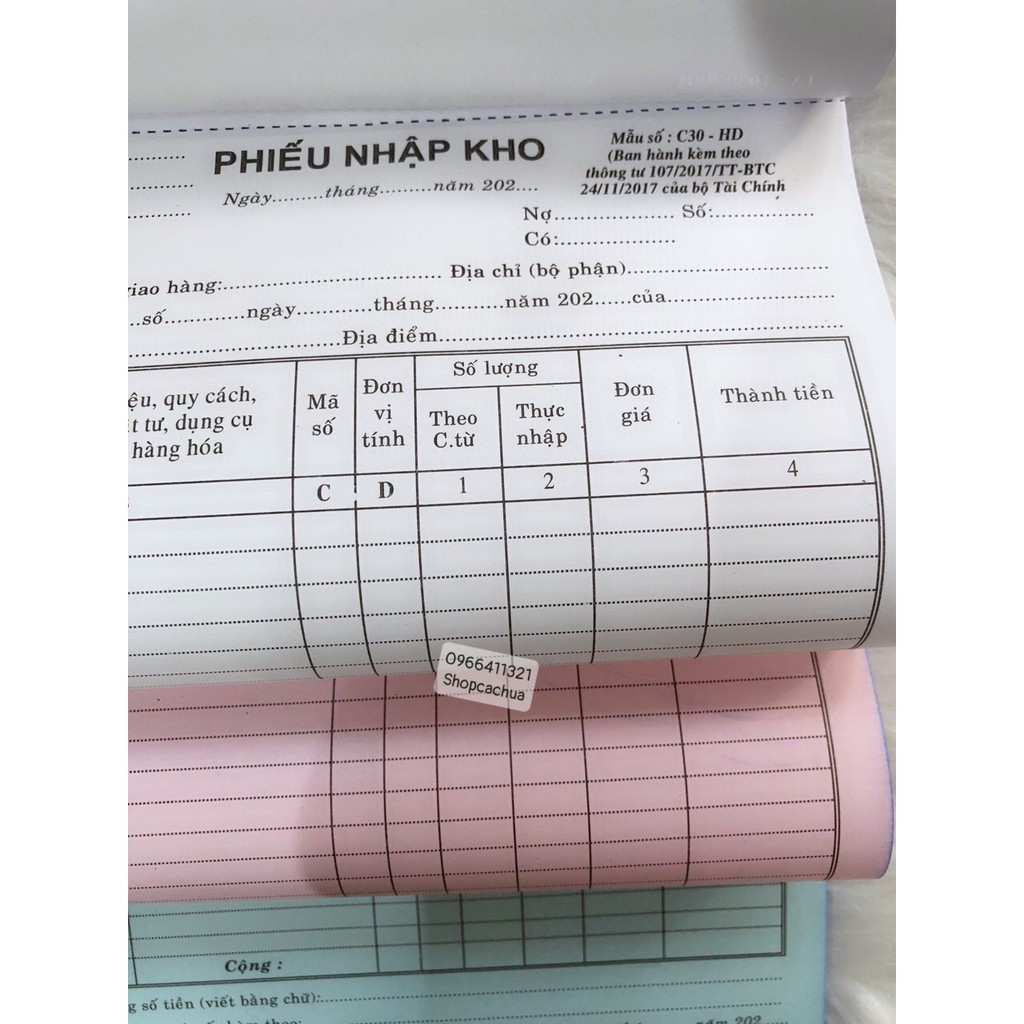 PHIẾU NHẬP KHO
Mẫu số : C30 - HD
(Ban hành kèm theo
thông tư 107/2017/TT-BTC
24/11/2017 của bộ Tài Chính
Ngày.........tháng.........năm 202....
Nợ.................... Số:.................
Có:....................
giao hàng:...................................... Địa chỉ (bộ phận)...................................
...số.............ngày.............tháng............năm 202......của.............................
.....................................Địa điểm......................................................................
quy cách,
tư, dụng cụ
hàng hóa
Mã
số
Đơn
vị
tính
Số lượng
Theo
C.từ
Thực
nhập
Đơn
giá
Thành tiền
C D 1 2 3 4
0966411321
Shopcachua
Cộng :
số tiền (viết bằng chữ):.....................................................................................
năm 202.....